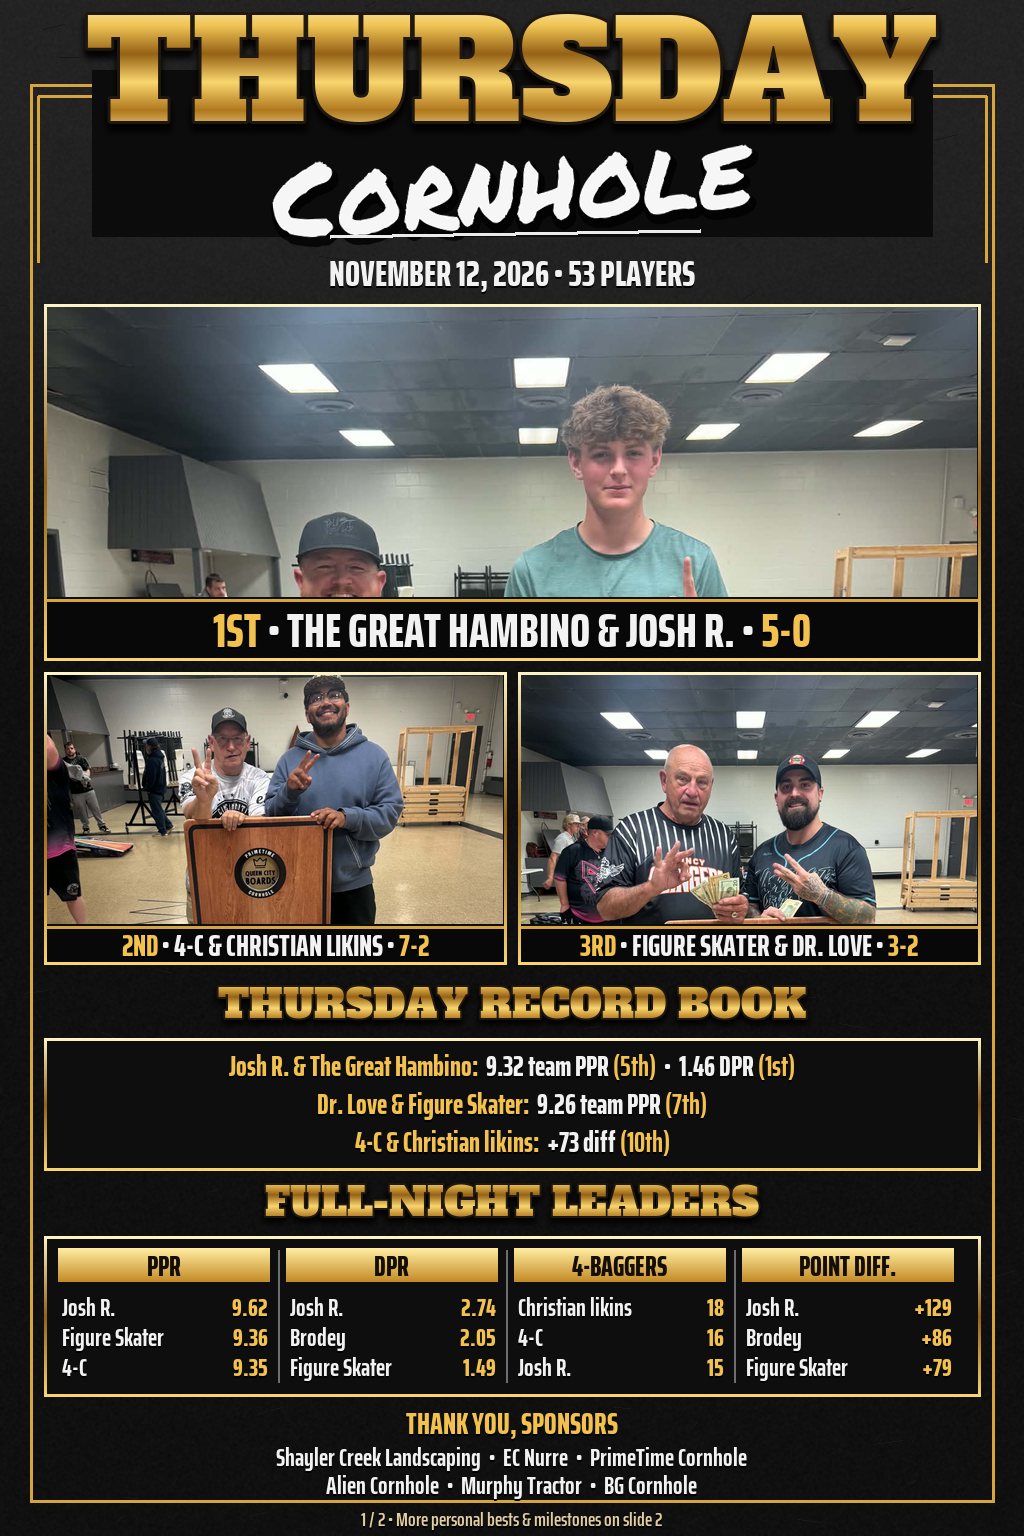 THURSDAY
CORNHOLE
NOVEMBER 12, 2026 • 53 PLAYERS
1ST • THE GREAT HAMBINO & JOSH R. • 5-0
PRIMETIME
QUEEN CITY
BOARDS
CORNHOLE
2ND • 4-C & CHRISTIAN LIKINS • 7-2
3RD • FIGURE SKATER & DR. LOVE • 3-2
THURSDAY RECORD BOOK
Josh R. & The Great Hambino: 9.32 team PPR (5th) • 1.46 DPR (1st)
Dr. Love & Figure Skater: 9.26 team PPR (7th)
4-C & Christian likins: +73 diff (10th)
FULL-NIGHT LEADERS
PPR DPR 4-BAGGERS POINT DIFF.
Josh R. 9.62 Josh R. 2.74 Christian likins 18 Josh R. +129
Figure Skater 9.36 Brodey 2.05 4-C 16 Brodey +86
4-C 9.35 Figure Skater 1.49 Josh R. 15 Figure Skater +79
THANK YOU, SPONSORS
Shayler Creek Landscaping • EC Nurre • PrimeTime Cornhole
Alien Cornhole • Murphy Tractor • BG Cornhole
1 / 2 • More personal bests & milestones on slide 2